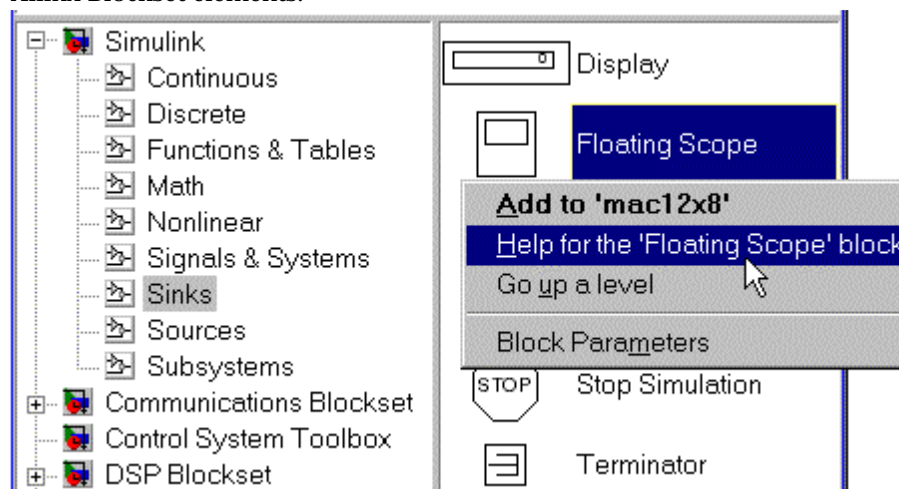 Xilinx Blockset elements.
Simulink
Continuous
Discrete
Functions & Tables
Math
Nonlinear
Signals & Systems
Sinks
Sources
Subsystems
Communications Blockset
Control System Toolbox
DSP Blockset
Display
Floating Scope
Add to 'mac12x8'
Help for the 'Floating Scope' block
Go up a level
Block Parameters
STOP
Stop Simulation
Terminator